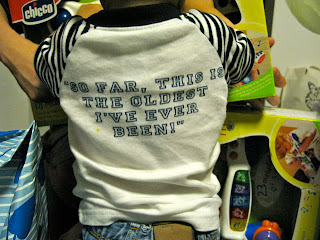 chicco
"SO FAR, THIS IS
THE OLDEST
I'VE EVER
BEEN!"